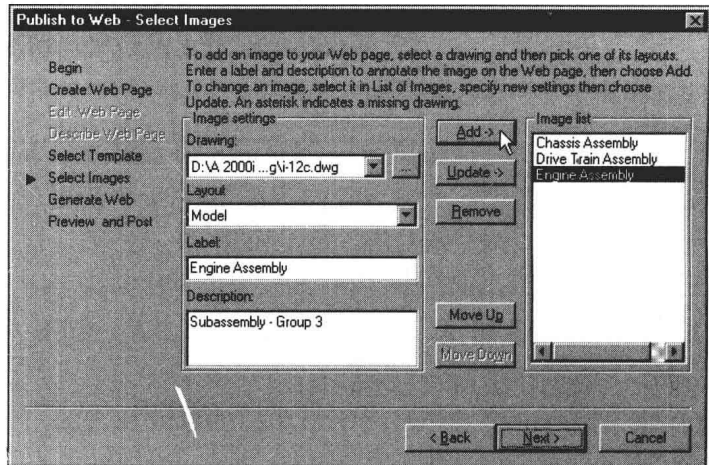 Publish to Web - Select Images
Begin
Create Web Page
Edit Web Page
Describe Web Page
Select Template
Select Images
Generate Web
Preview and Post
To add an image to your Web page, select a drawing and then pick one of its layouts.
Enter a label and description to annotate the image on the Web page, then choose Add.
To change an image, select it in List of Images, specify new settings then choose
Update. An asterisk indicates a missing drawing.
Image settings
Drawing:
D:\A 2000i ...g\i-12c.dwg
...
Layout
Model
Label:
Engine Assembly
Description:
Subassembly - Group 3
Add ->
Update ->
Remove
Move Up
Move Down
Image list
Chassis Assembly
Drive Train Assembly
Engine Assembly
< Back
Next >
Cancel